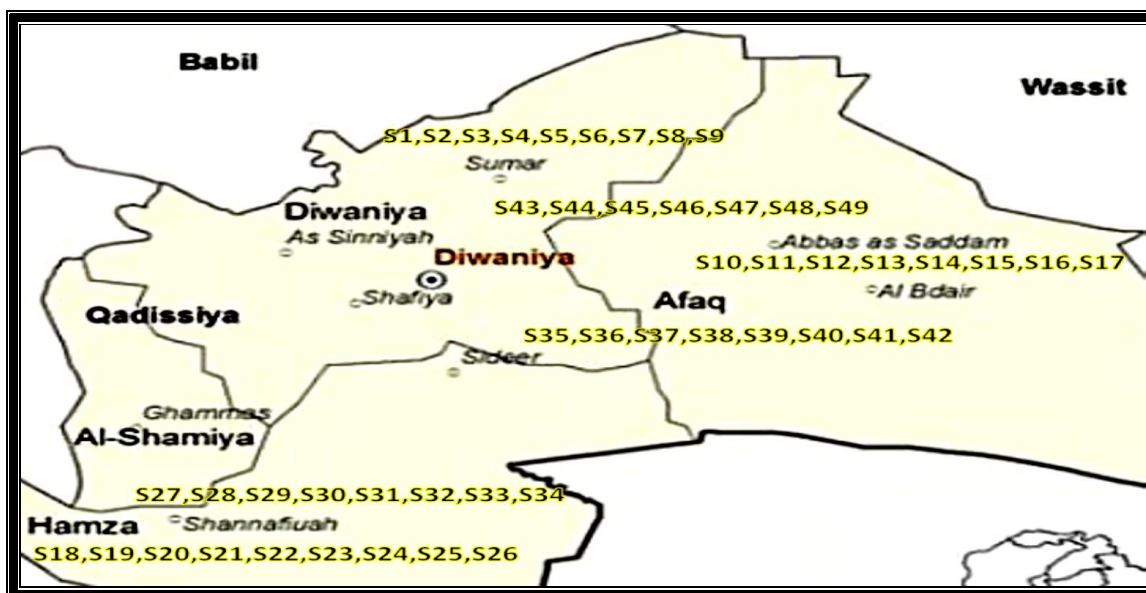 Babil
Wassit
S1,S2,S3,S4,S5,S6,S7,S8,S9
Sumar
Diwaniya
S43,S44,S45,S46,S47,S48,S49
As Sinniyah
Abbas as Saddam
Diwaniya
S10,S11,S12,S13,S14,S15,S16,S17
Shafiya
Al Bdair
Afaq
Qadissiya
S35,S36,S37,S38,S39,S40,S41,S42
Sideer
Ghammas
Al-Shamiya
S27,S28,S29,S30,S31,S32,S33,S34
Hamza
Shannafiuah
S18,S19,S20,S21,S22,S23,S24,S25,S26